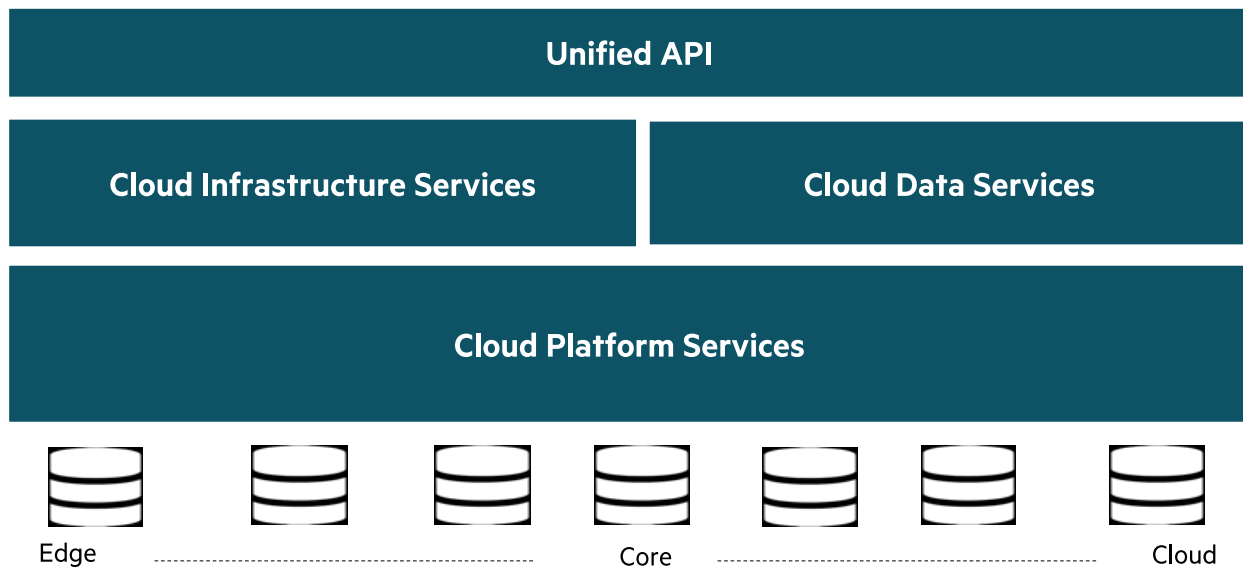 Unified API
Cloud Infrastructure Services
Cloud Data Services
Cloud Platform Services
Edge Core Cloud